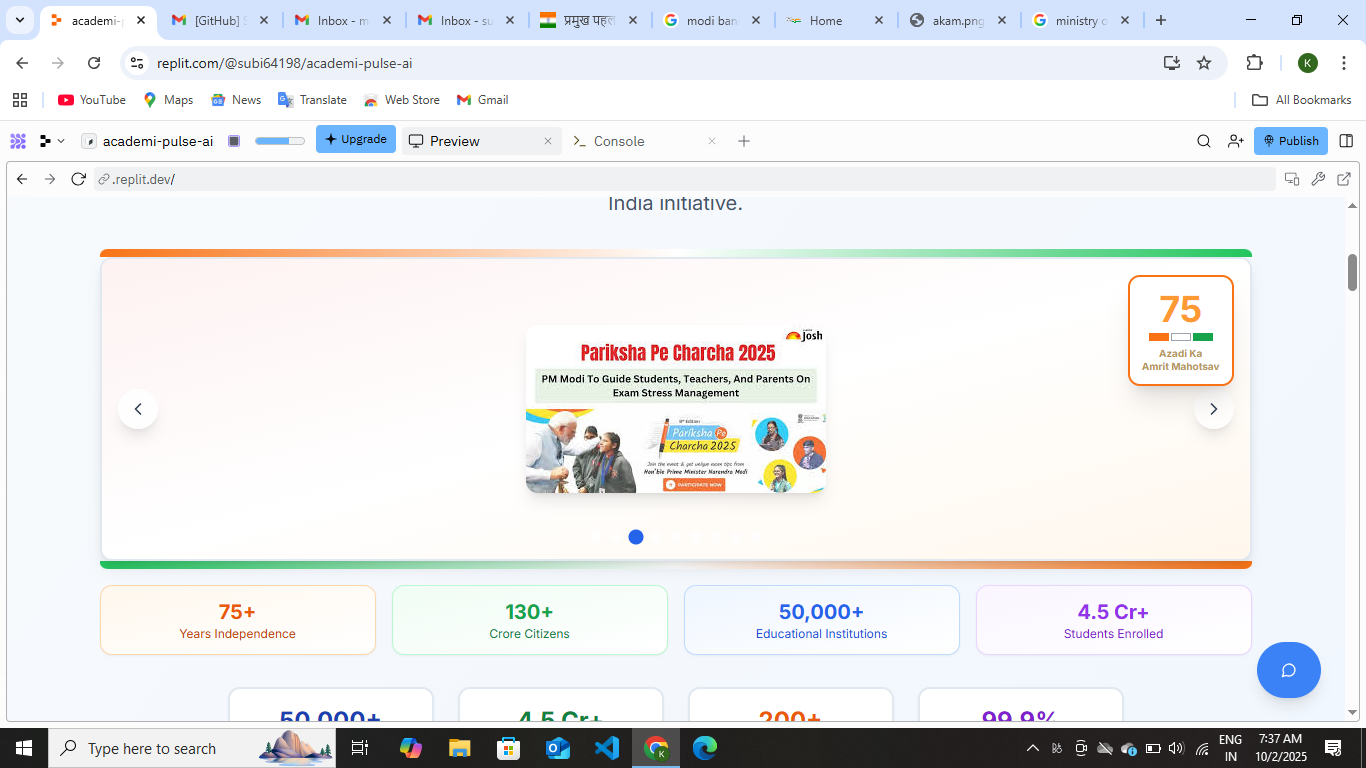 academi-p
[GitHub] S
Inbox - m
Inbox - su
प्रमुख पहल
modi ban
Home
akam.png
ministry o
replit.com/@subi64198/academi-pulse-ai
K
YouTube
Maps
News
Translate
Web Store
Gmail
All Bookmarks
academi-pulse-ai
Upgrade
Preview
Console
Publish
.replit.dev/
India initiative.
75
Azadi Ka
Amrit Mahotsav
Josh
Pariksha Pe Charcha 2025
PM Modi To Guide Students, Teachers, And Parents On
Exam Stress Management
Pariksha Pe
Charcha 2025
Join the event & get unique exam tips from
Hon'ble Prime Minister Narendra Modi
PARTICIPATE NOW
75+
Years Independence
130+
Crore Citizens
50,000+
Educational Institutions
4.5 Cr+
Students Enrolled
50,000+
4.5 Cr+
200+
99.9%
Type here to search
ENG
IN
7:37 AM
10/2/2025